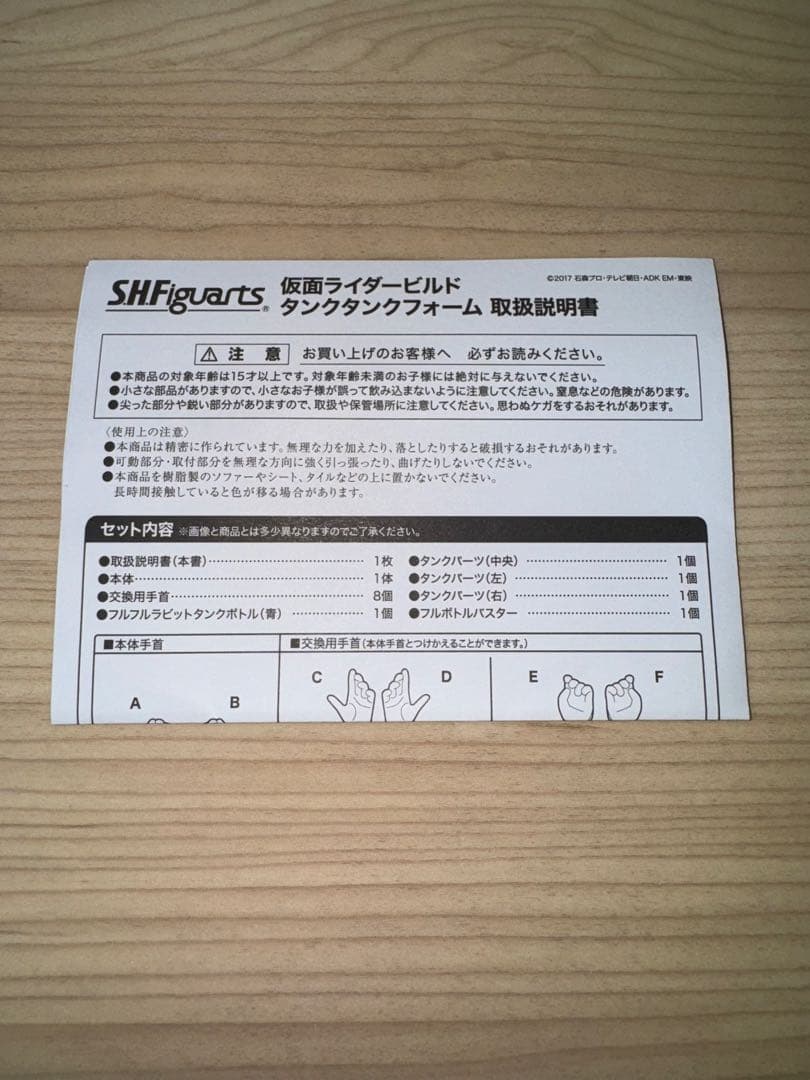 S.H.Figuarts® 仮面ライダービルド
タンクタンクフォーム 取扱説明書
©2017 石森プロ・テレビ朝日・ADK EM・東映
⚠ 注 意 お買い上げのお客様へ 必ずお読みください。
●本商品の対象年齢は15才以上です。対象年齢未満のお子様には絶対に与えないでください。
●小さな部品がありますので、小さなお子様が誤って飲み込まないように注意してください。窒息などの危険があります。
●尖った部分や鋭い部分がありますので、取扱や保管場所に注意してください。思わぬケガをするおそれがあります。
〈使用上の注意〉
●本商品は精密に作られています。無理な力を加えたり、落としたりすると破損するおそれがあります。
●可動部分・取付部分を無理な方向に強く引っ張ったり、曲げたりしないでください。
●本商品を樹脂製のソファーやシート、タイルなどの上に置かないでください。
長時間接触していると色が移る場合があります。
セット内容 ※画像と商品とは多少異なりますのでご了承ください。
●取扱説明書(本書)……1枚
●本体……1体
●交換用手首……8個
●フルフルラビットタンクボトル(青)……1個
●タンクパーツ(中央)……1個
●タンクパーツ(左)……1個
●タンクパーツ(右)……1個
●フルボトルバスター……1個
■本体手首
■交換用手首(本体手首とつけかえることができます。)
A B
C D
E F